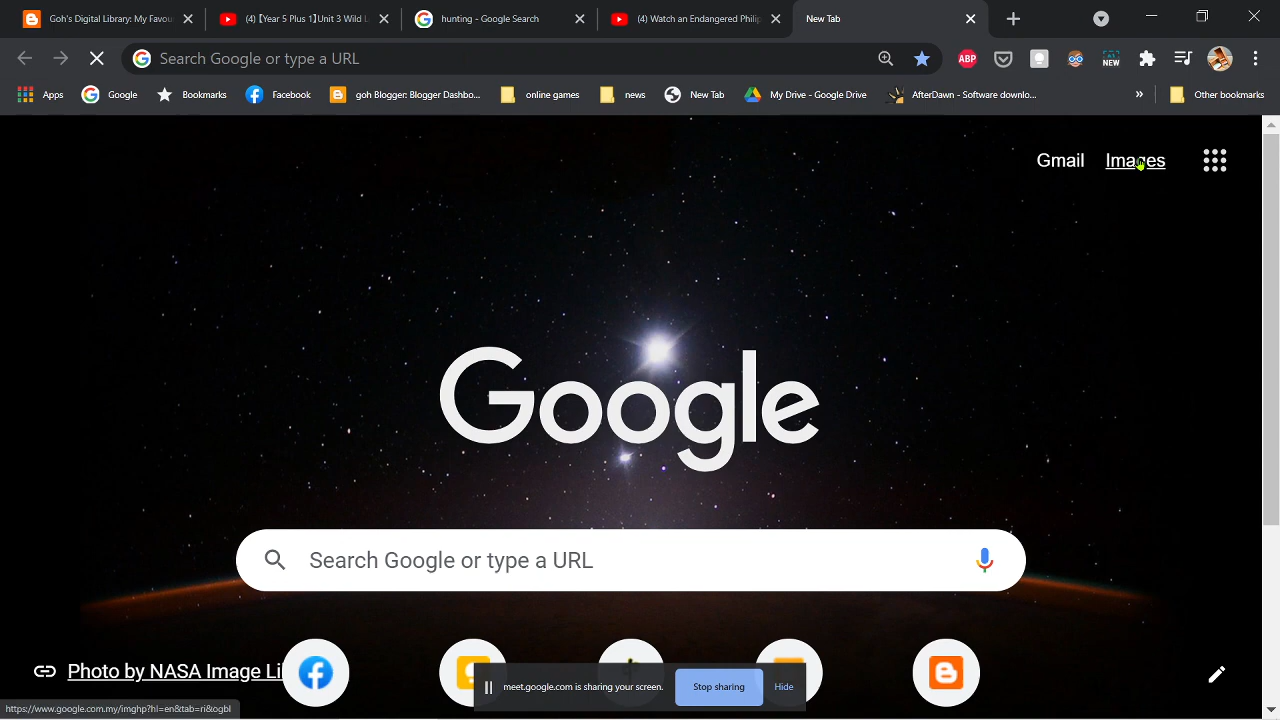 Goh's Digital Library: My Favou
(4) 【Year 5 Plus 1】Unit 3 Wild L
hunting - Google Search
(4) Watch an Endangered Philip
New Tab
Search Google or type a URL
ABP
NEW
Apps
Google
Bookmarks
Facebook
goh Blogger: Blogger Dashbo...
online games
news
New Tab
My Drive - Google Drive
AfterDawn - Software downlo...
»
Other bookmarks
Gmail
Images
Google
Search Google or type a URL
Photo by NASA Image Li
meet.google.com is sharing your screen.
Stop sharing
Hide
https://www.google.com.my/imghp?hl=en&tab=ri&ogbl